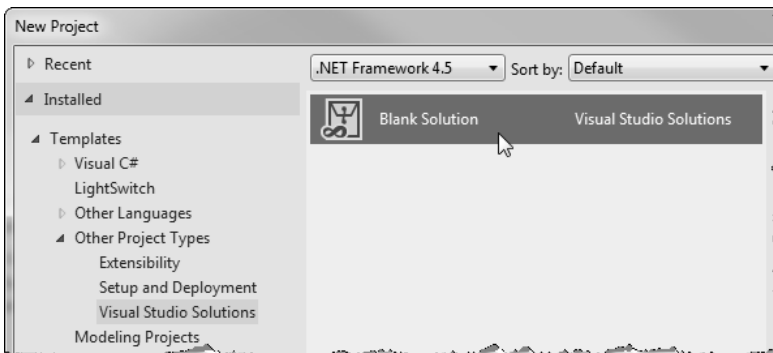 New Project
Recent
.NET Framework 4.5 Sort by: Default
Installed
Blank Solution Visual Studio Solutions
Templates
Visual C#
LightSwitch
Other Languages
Other Project Types
Extensibility
Setup and Deployment
Visual Studio Solutions
Modeling Projects